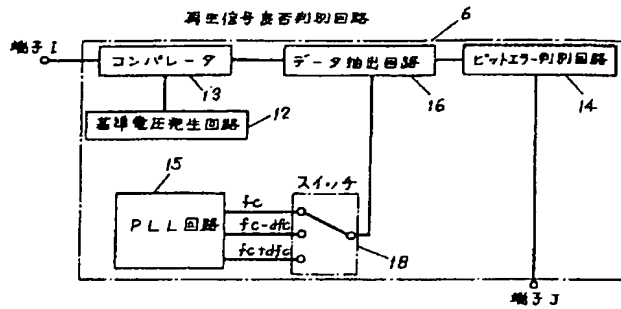 再生信号良否判別回路
6
端子I
コンパレータ
データ抽出回路
ビットエラー判別回路
13
16
14
基準電圧発生回路
12
15
スイッチ
PLL回路
fc
fc-dfc
fc+dfc
18
端子J